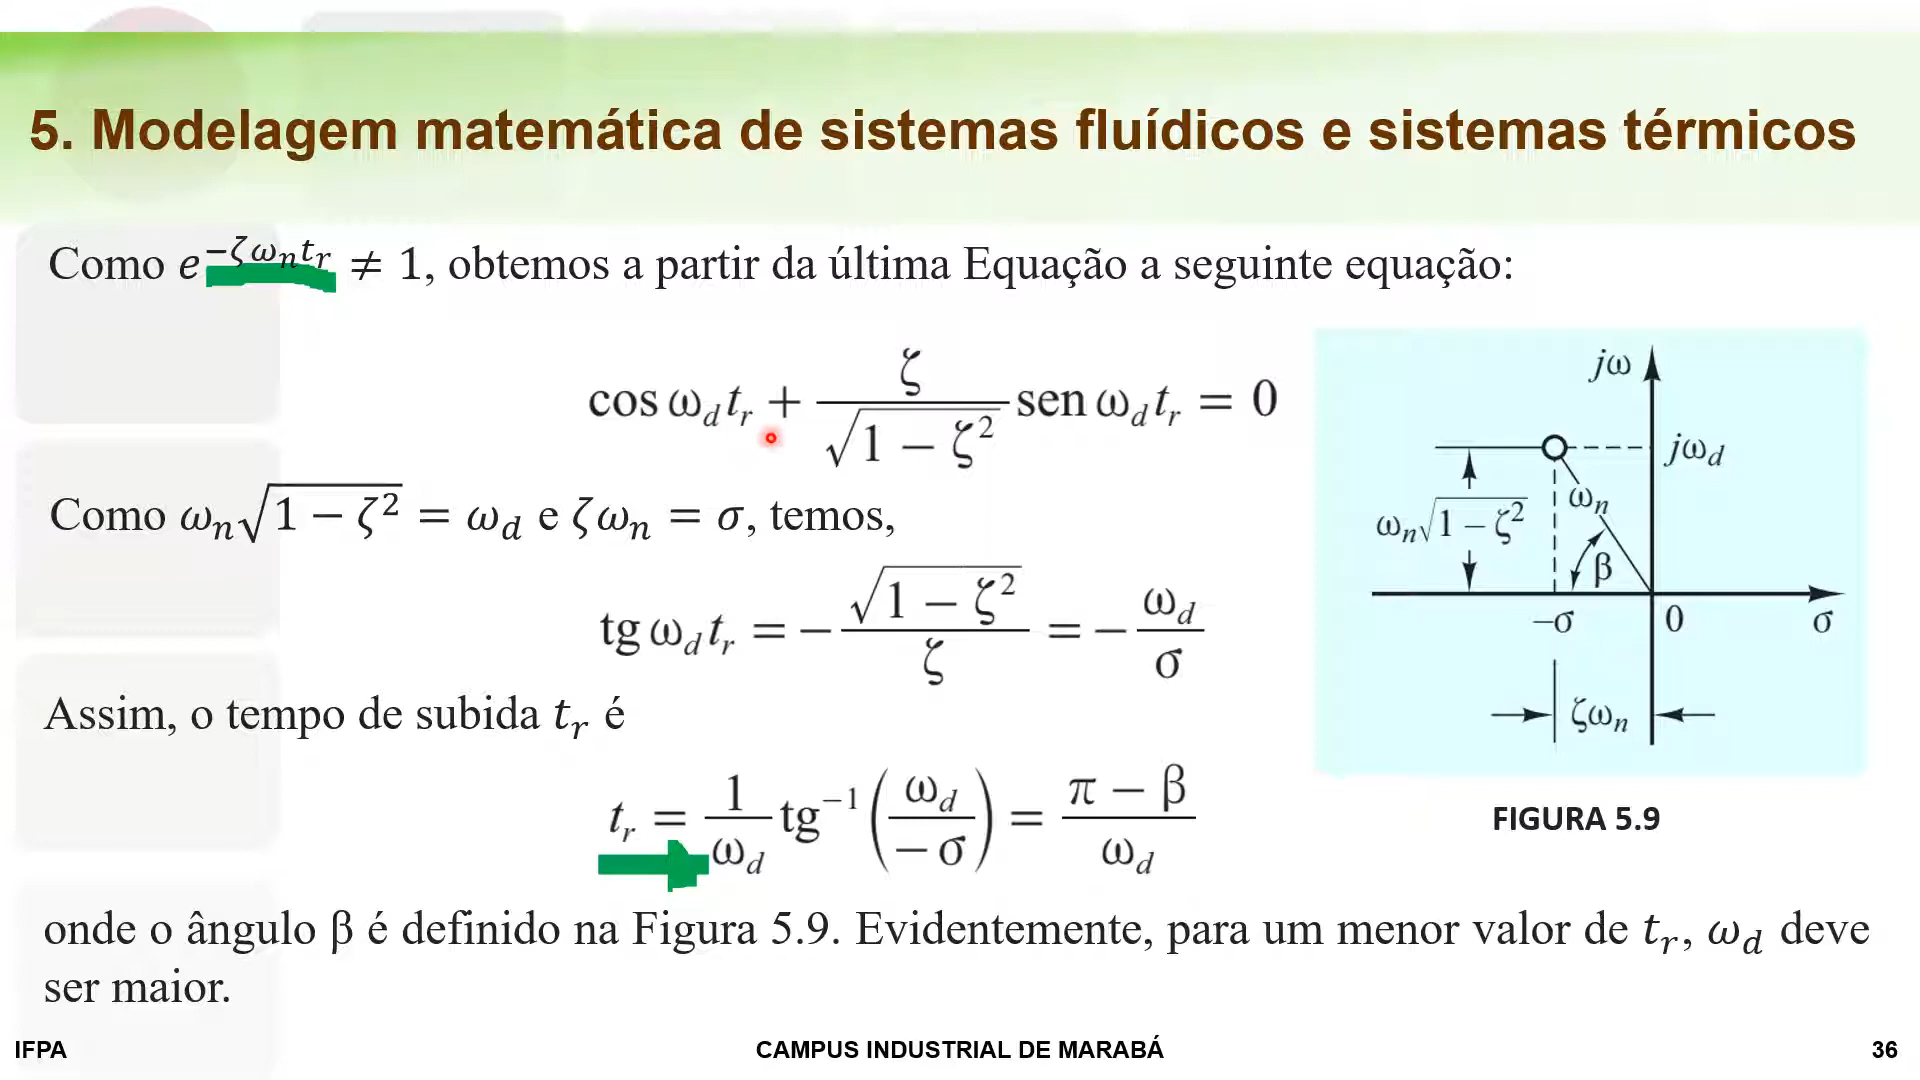 5. Modelagem matemática de sistemas fluídicos e sistemas térmicos
Como e^{−ζω_n t_r} ≠ 1, obtemos a partir da última Equação a seguinte equação:
cos ω_d t_r + ζ/√(1 − ζ²) sen ω_d t_r = 0
Como ω_n√(1 − ζ²) = ω_d e ζω_n = σ, temos,
tg ω_d t_r = − √(1 − ζ²)/ζ = − ω_d/σ
Assim, o tempo de subida t_r é
t_r = 1/ω_d tg⁻¹ (ω_d/−σ) = π − β/ω_d
jω
jω_d
ω_n
ω_n√(1 − ζ²)
β
−σ
0
σ
ζω_n
FIGURA 5.9
onde o ângulo β é definido na Figura 5.9. Evidentemente, para um menor valor de t_r, ω_d deve
ser maior.
IFPA
CAMPUS INDUSTRIAL DE MARABÁ
36